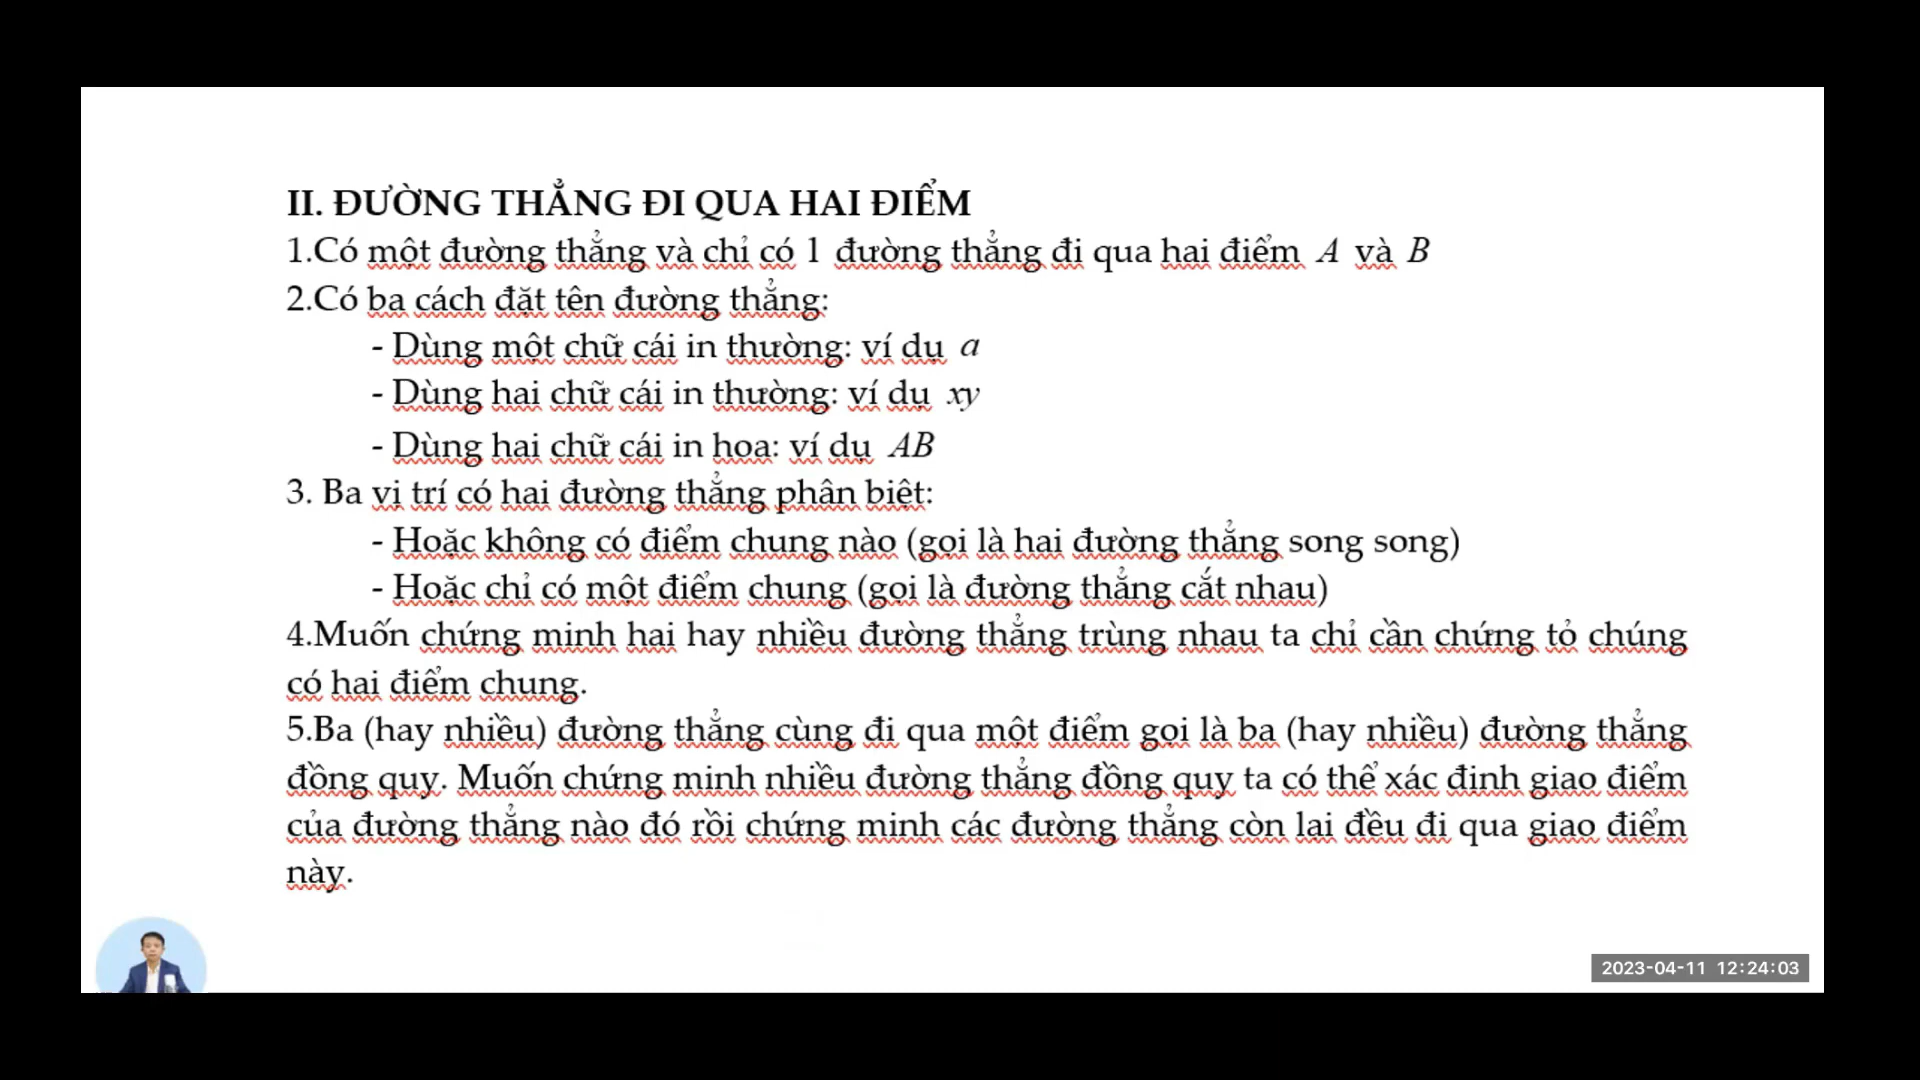 II. ĐƯỜNG THẲNG ĐI QUA HAI ĐIỂM
1.Có một đường thẳng và chỉ có 1 đường thẳng đi qua hai điểm A và B
2.Có ba cách đặt tên đường thẳng:
- Dùng một chữ cái in thường: ví dụ a
- Dùng hai chữ cái in thường: ví dụ xy
- Dùng hai chữ cái in hoa: ví dụ AB
3. Ba vị trí có hai đường thẳng phân biệt:
- Hoặc không có điểm chung nào (gọi là hai đường thẳng song song)
- Hoặc chỉ có một điểm chung (gọi là đường thẳng cắt nhau)
4.Muốn chứng minh hai hay nhiều đường thẳng trùng nhau ta chỉ cần chứng tỏ chúng
có hai điểm chung.
5.Ba (hay nhiều) đường thẳng cùng đi qua một điểm gọi là ba (hay nhiều) đường thẳng
đồng quy. Muốn chứng minh nhiều đường thẳng đồng quy ta có thể xác định giao điểm
của đường thẳng nào đó rồi chứng minh các đường thẳng còn lại đều đi qua giao điểm
này.
2023-04-11 12:24:03